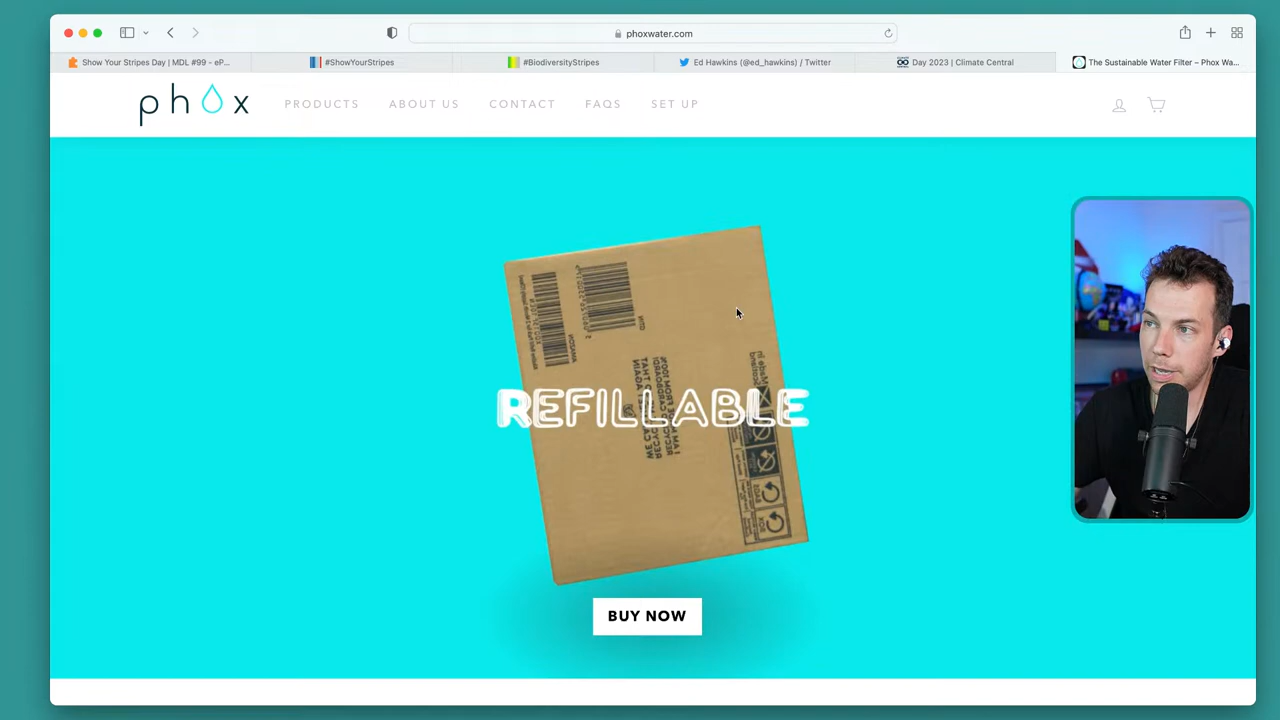 phoxwater.com
Show Your Stripes Day | MDL #99 - eP...
#ShowYourStripes
#BiodiversityStripes
Ed Hawkins (@ed_hawkins) / Twitter
Day 2023 | Climate Central
The Sustainable Water Filter – Phox Wa...
phox
PRODUCTS
ABOUT US
CONTACT
FAQS
SET UP
REFILLABLE
BUY NOW